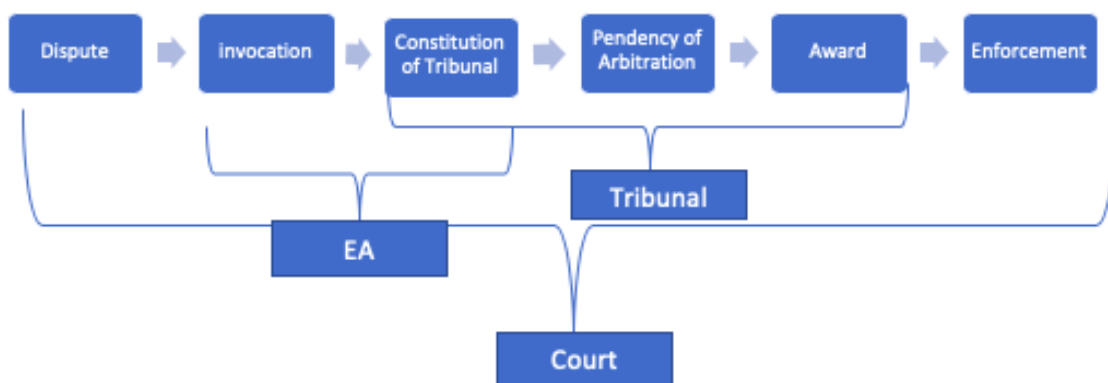 Dispute
invocation
Constitution
of Tribunal
Pendency of
Arbitration
Award
Enforcement
Tribunal
EA
Court